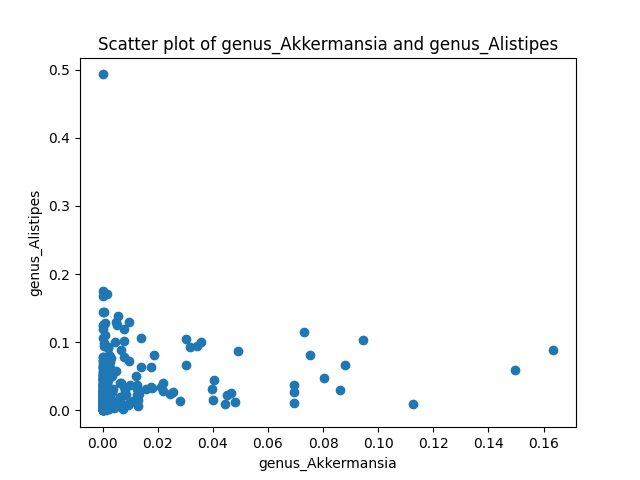 Scatter plot of genus_Akkermansia and genus_Alistipes
0.5
0.4
0.3
0.2
0.1
0.0
genus_Alistipes
0.00 0.02 0.04 0.06 0.08 0.10 0.12 0.14 0.16
genus_Akkermansia